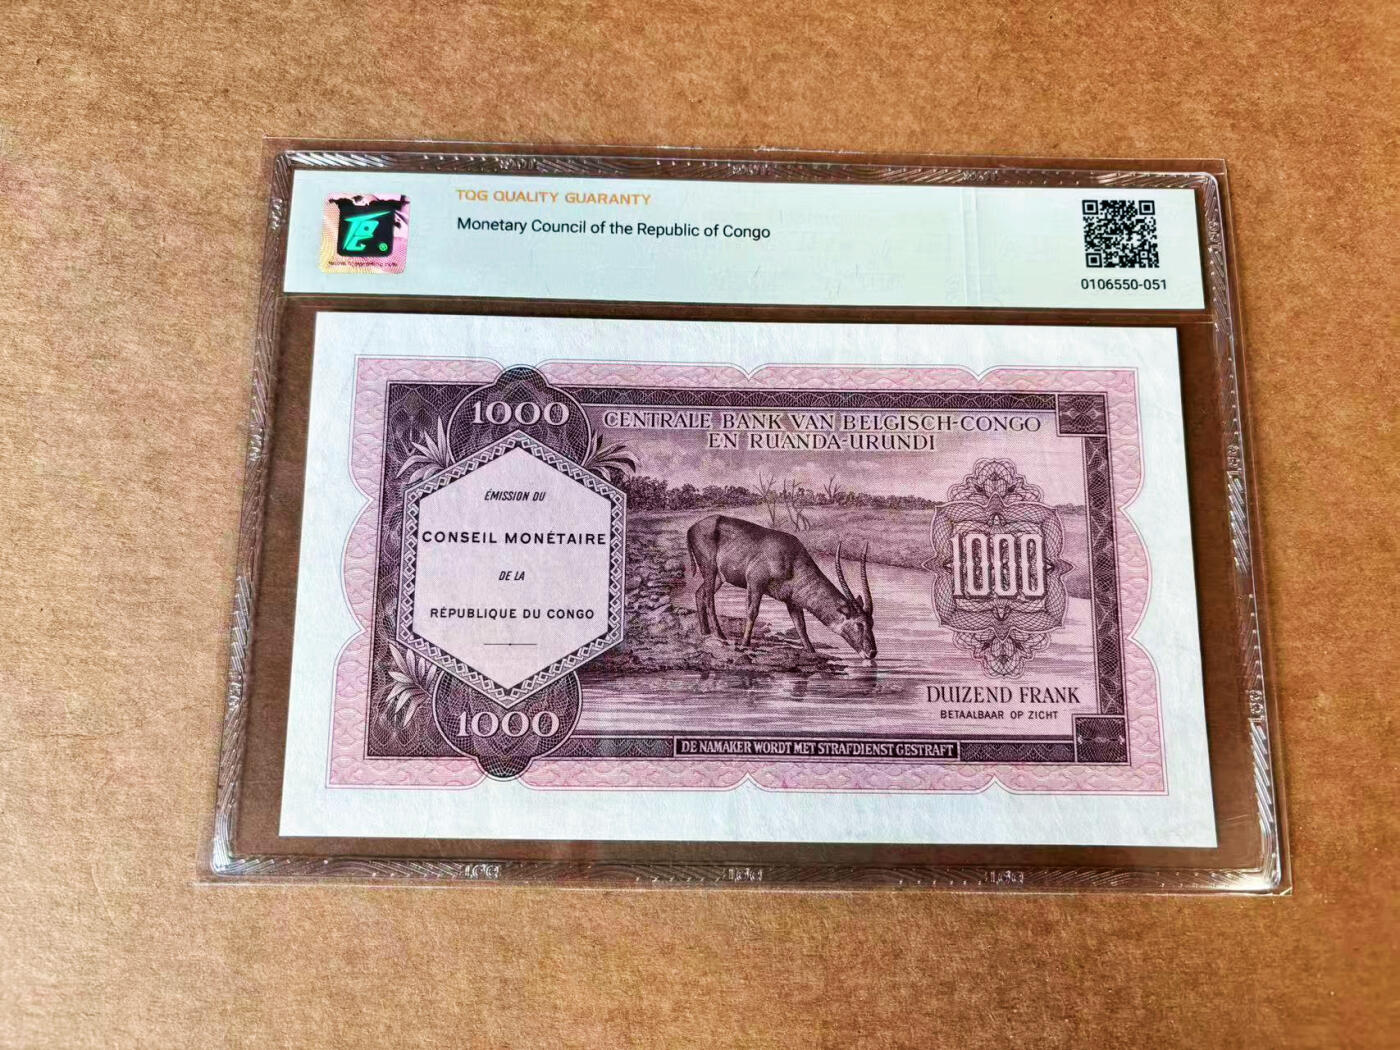 TQG QUALITY GUARANTY
Monetary Council of the Republic of Congo
0106550-051
1000
CENTRALE BANK VAN BELGISCH-CONGO
EN RUANDA-URUNDI
ÉMISSION DU
CONSEIL MONÉTAIRE
DE LA
RÉPUBLIQUE DU CONGO
1000
DUIZEND FRANK
BETAALBAAR OP ZICHT
1000
DE NAMAKER WORDT MET STRAFDIENST GESTRAFT